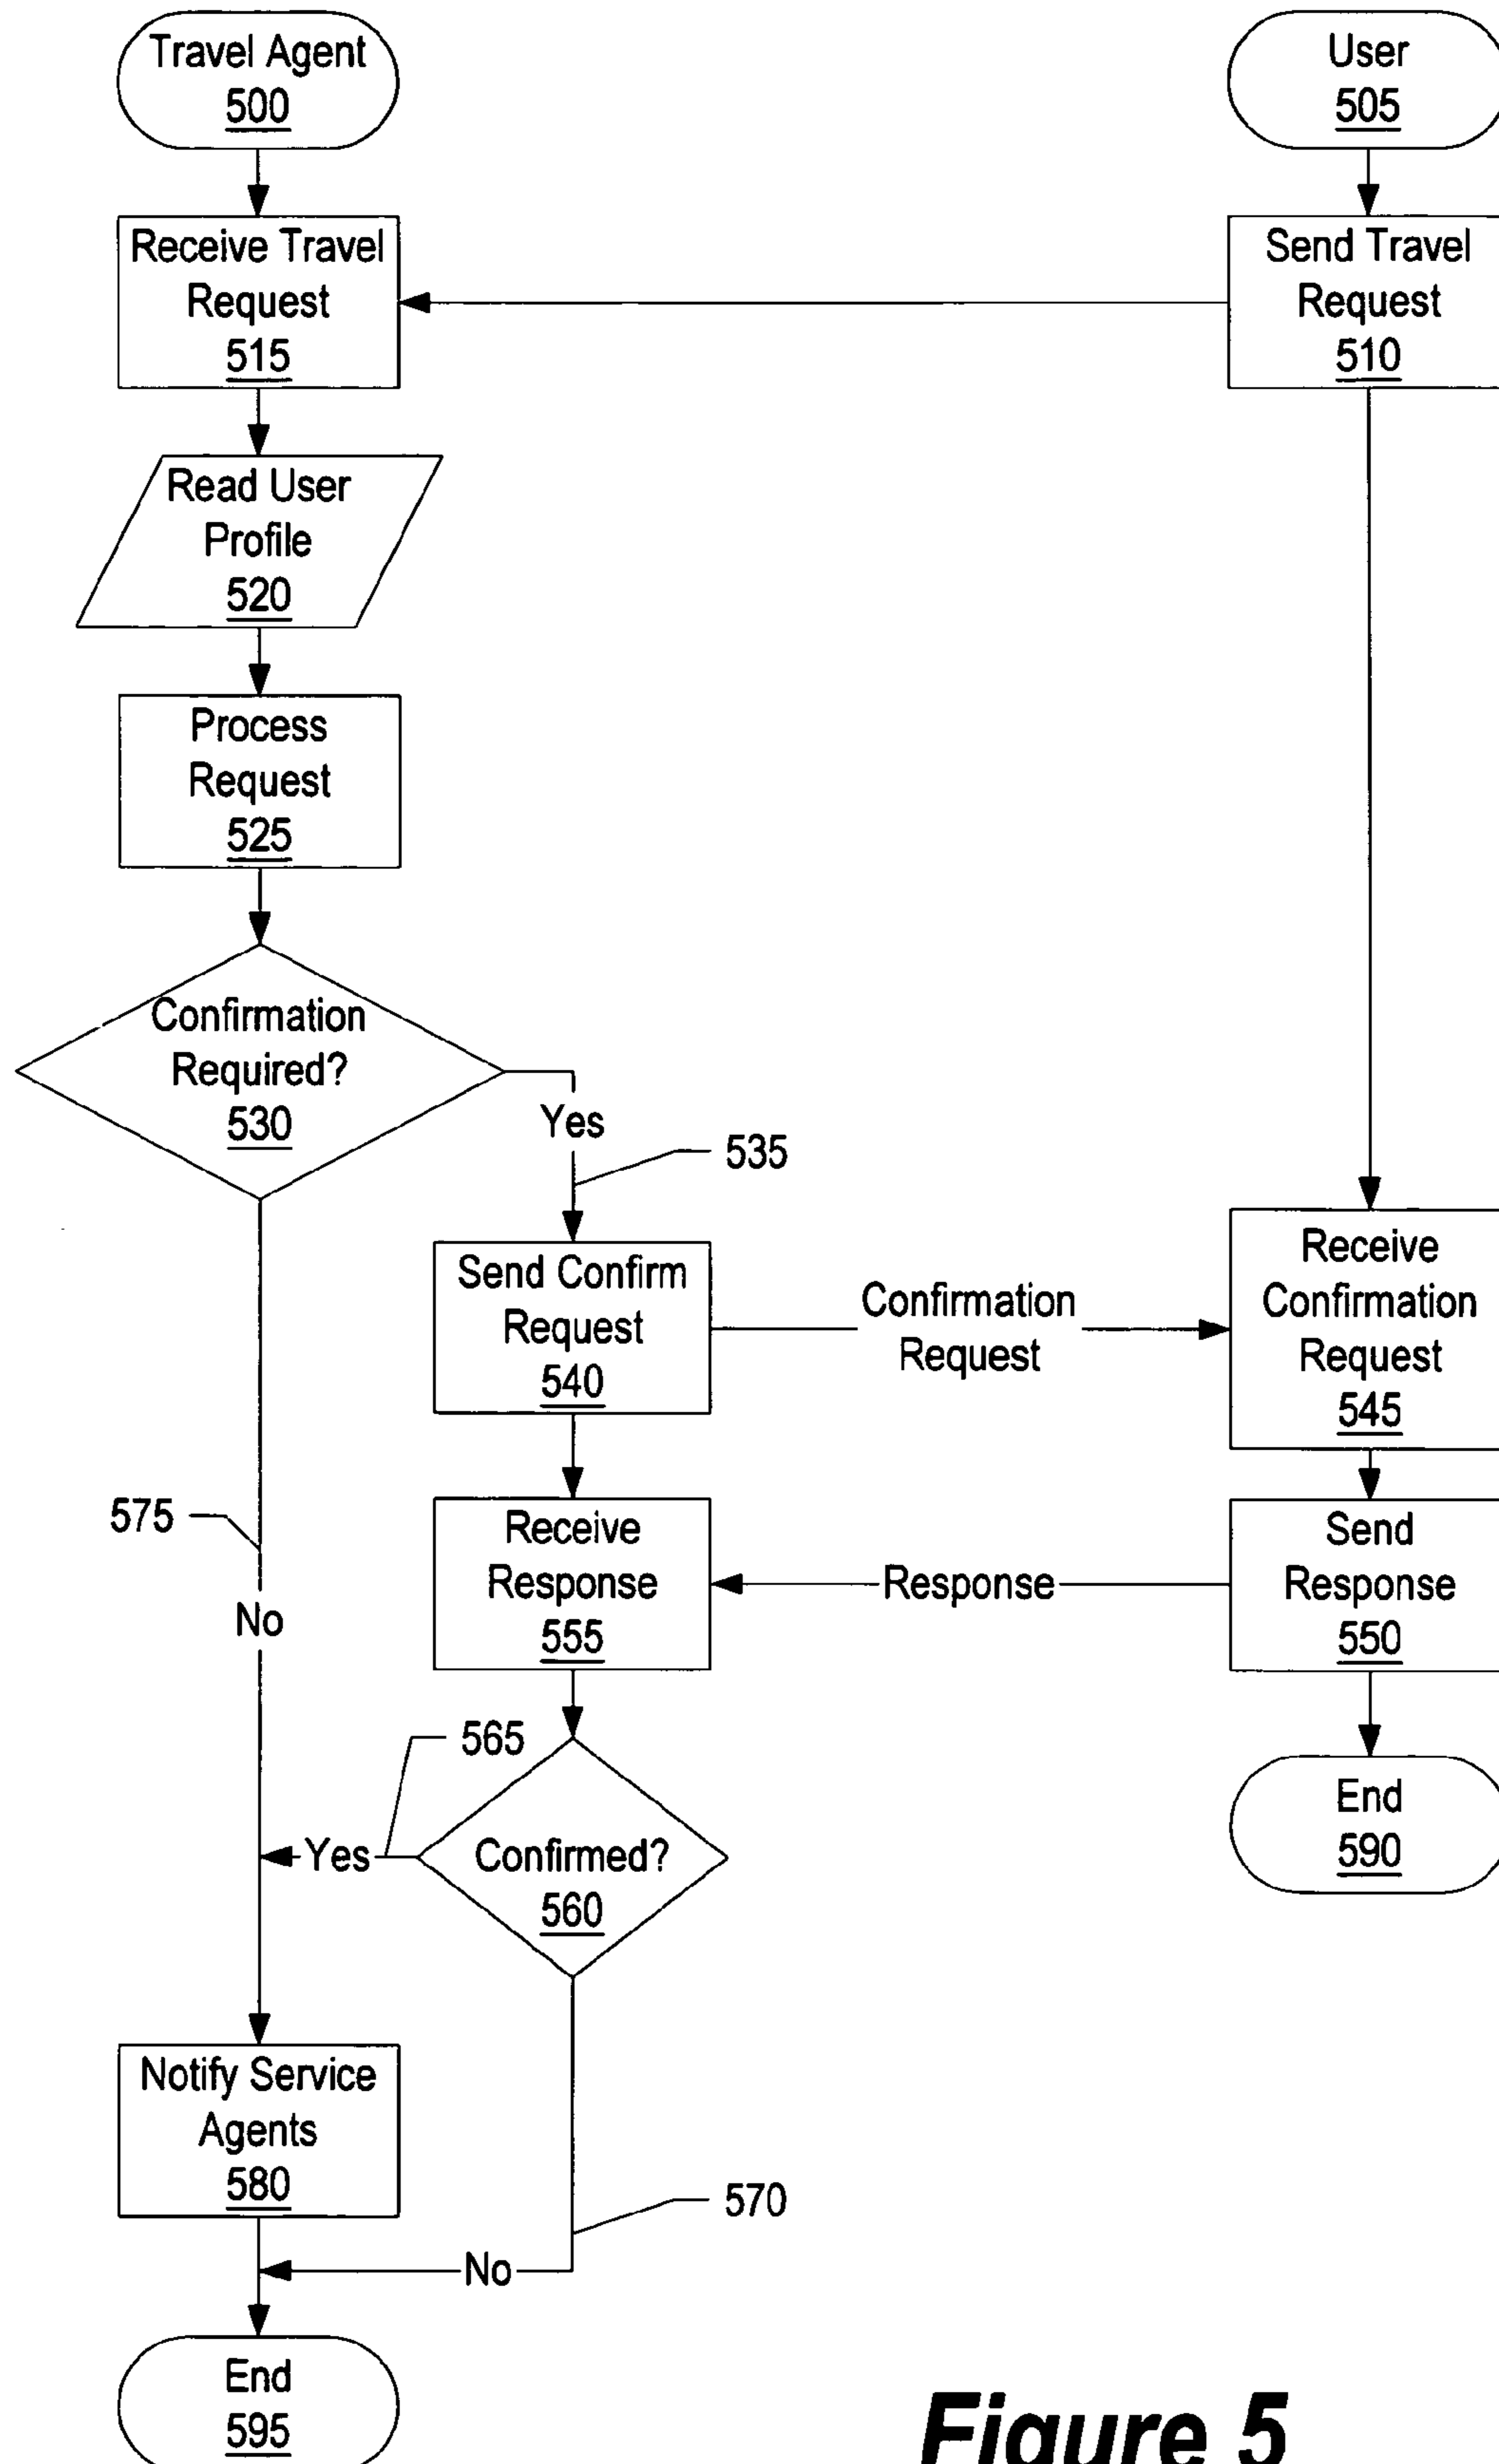 Travel Agent
500
User
505
Receive Travel
Request
515
Send Travel
Request
510
Read User
Profile
520
Process
Request
525
Confirmation
Required?
530
Yes
535
Send Confirm
Request
540
Confirmation
Request
Receive
Confirmation
Request
545
575
No
Receive
Response
555
Response
Send
Response
550
565
Yes
Confirmed?
560
End
590
Notify Service
Agents
580
570
No
End
595
Figure 5